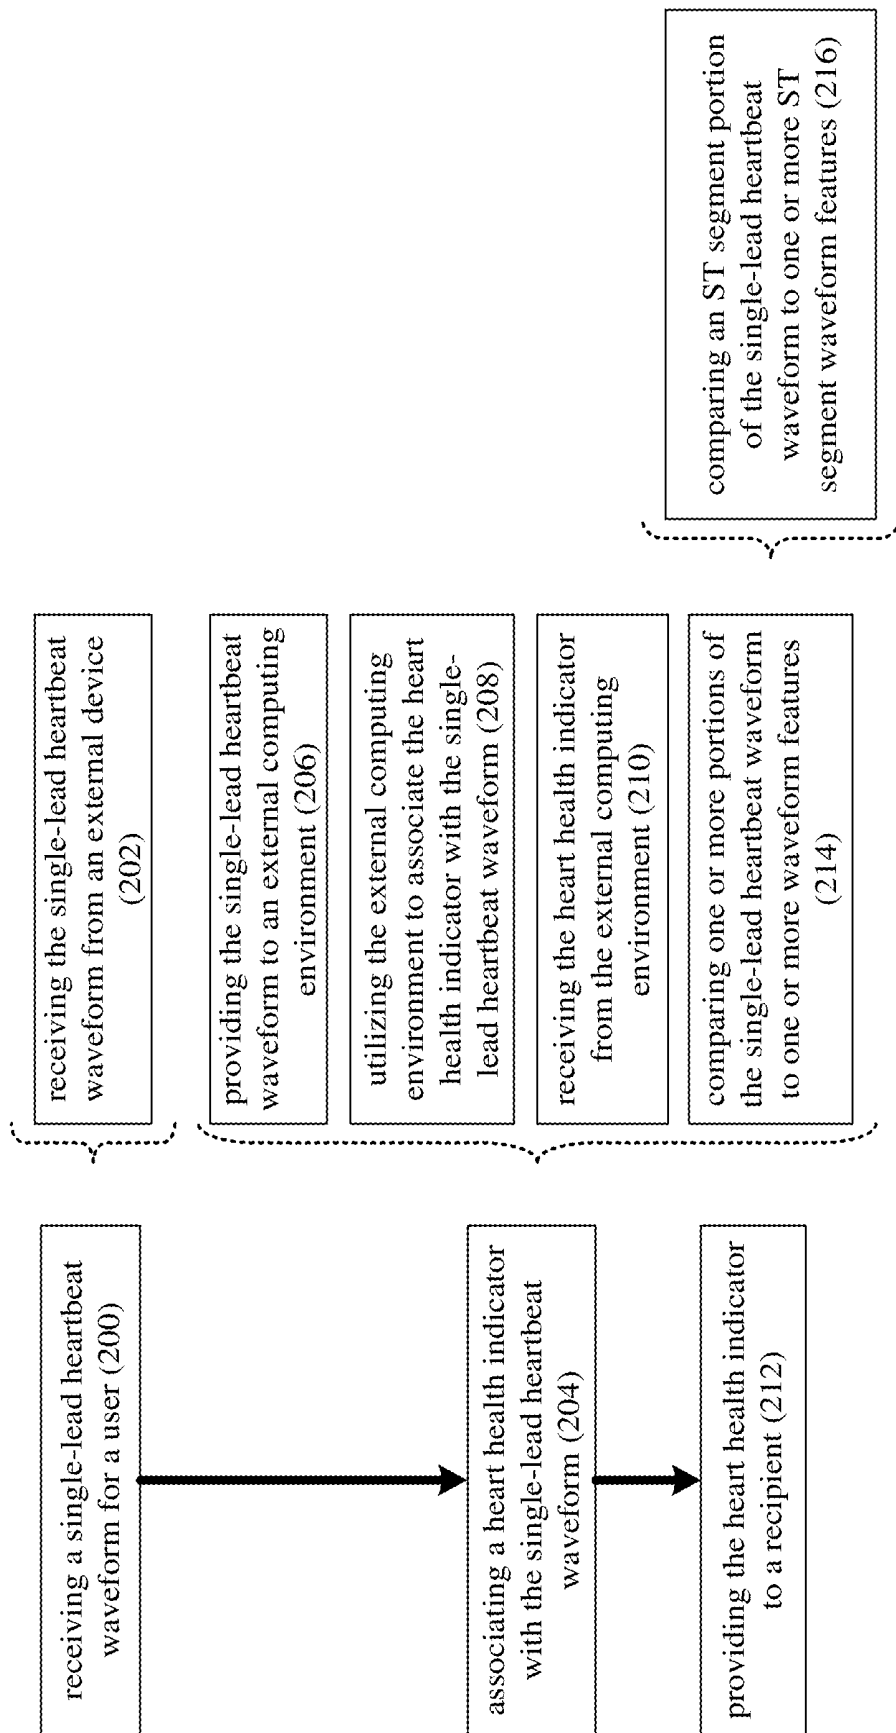 receiving a single-lead heartbeat
waveform for a user (200)
associating a heart health indicator
with the single-lead heartbeat
waveform (204)
providing the heart health indicator
to a recipient (212)
receiving the single-lead heartbeat
waveform from an external device
(202)
providing the single-lead heartbeat
waveform to an external computing
environment (206)
utilizing the external computing
environment to associate the heart
health indicator with the single-
lead heartbeat waveform (208)
receiving the heart health indicator
from the external computing
environment (210)
comparing one or more portions of
the single-lead heartbeat waveform
to one or more waveform features
(214)
comparing an ST segment portion
of the single-lead heartbeat
waveform to one or more ST
segment waveform features (216)